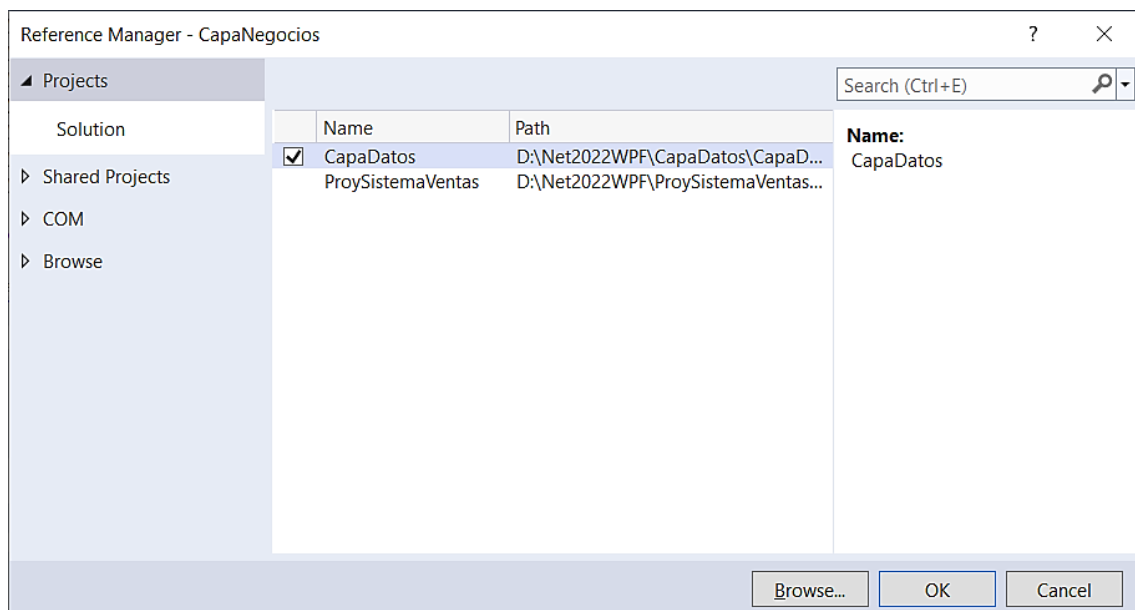 Reference Manager - CapaNegocios
?
Projects
Solution
Shared Projects
COM
Browse
Name Path
CapaDatos D:\Net2022WPF\CapaDatos\CapaD...
ProySistemaVentas D:\Net2022WPF\ProySistemaVentas...
Search (Ctrl+E)
Name:
CapaDatos
Browse... OK Cancel